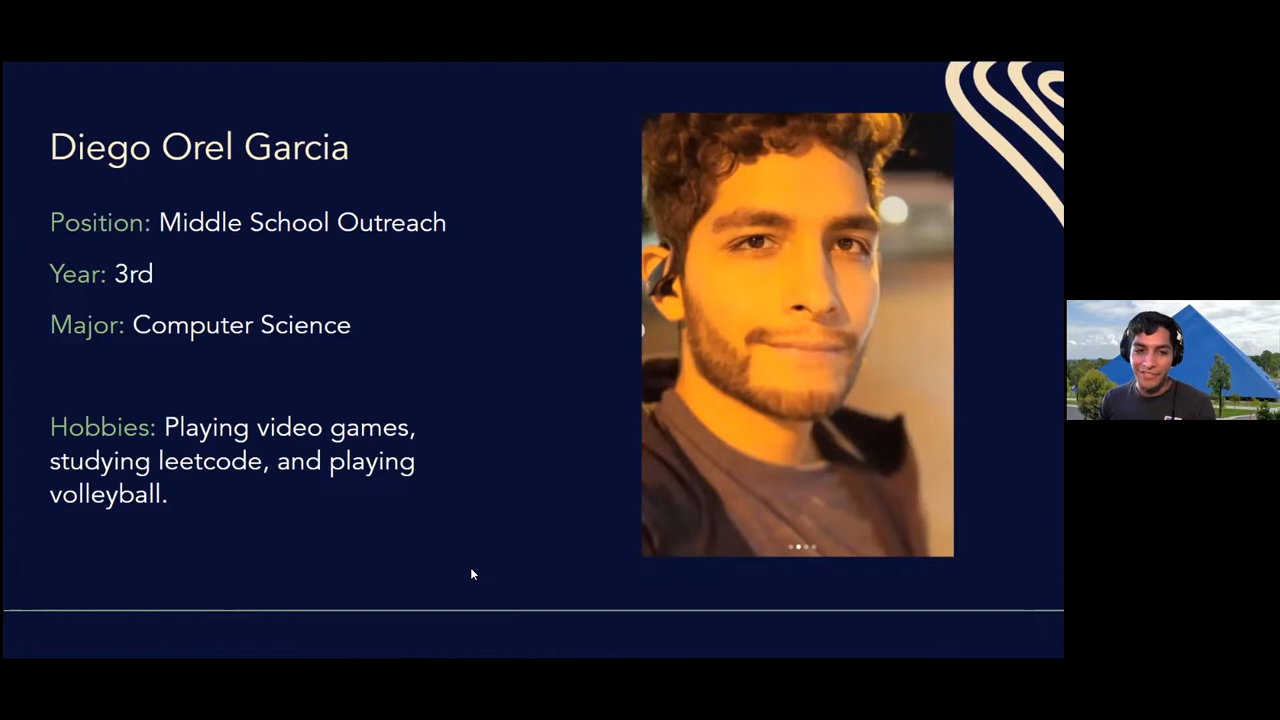 Diego Orel Garcia
Position: Middle School Outreach
Year: 3rd
Major: Computer Science
Hobbies: Playing video games,
studying leetcode, and playing
volleyball.